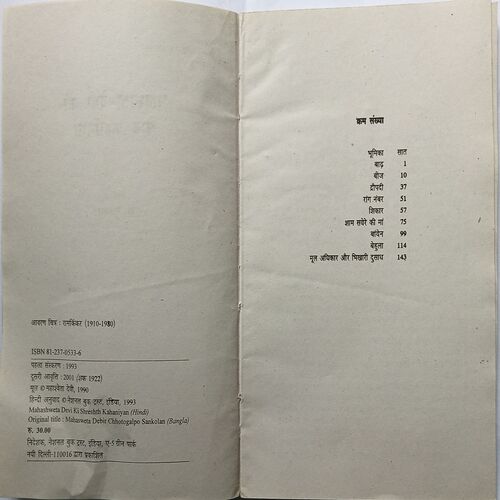 आवरण चित्र : रामकिंकर (1910-1980)
ISBN 81-237-0533-6
पहला संस्करण : 1993
दूसरी आवृत्ति : 2001 (शक 1922)
मूल © महाश्वेता देवी, 1990
हिन्दी अनुवाद © नेशनल बुक ट्रस्ट, इंडिया, 1993
Mahashweta Devi Ki Shreshth Kahaniyan (Hindi)
Original title : Mahasweta Debir Chhotogalpo Sankolan (Bangla)
रु. 30.00
निदेशक, नेशनल बुक ट्रस्ट, इंडिया, ए-5 ग्रीन पार्क
नयी दिल्ली-110016 द्वारा प्रकाशित
क्रम संख्या
भूमिका सात
बाढ़ 1
बीज 10
द्रौपदी 37
रांग नंबर 51
शिकार 57
शाम सवेरे की मां 75
बांयेन 99
बेहुला 114
मूल अधिकार और भिखारी दुसाध 143